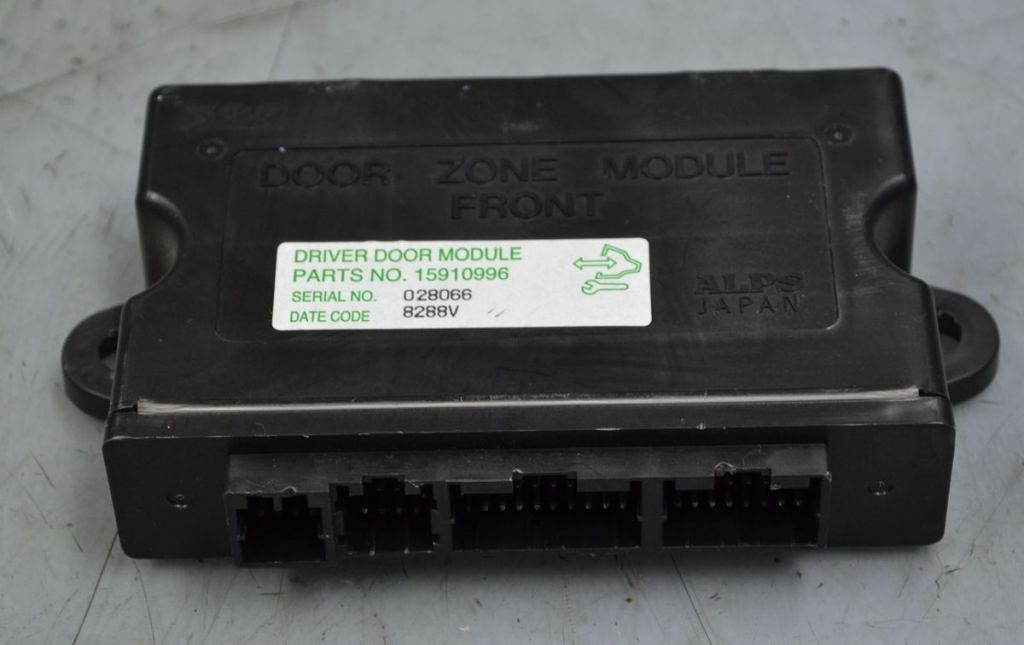 DOOR ZONE MODULE
FRONT
DRIVER DOOR MODULE
PARTS NO. 15910996
SERIAL NO. 028066
DATE CODE 8288V
ALPS
JAPAN